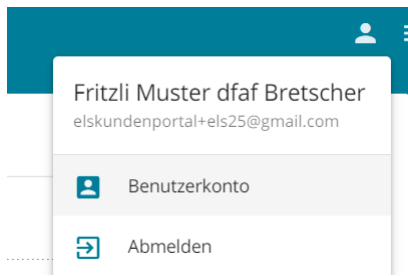 Fritzli Muster dfaf Bretscher
elskundenportal+els25@gmail.com
Benutzerkonto
Abmelden